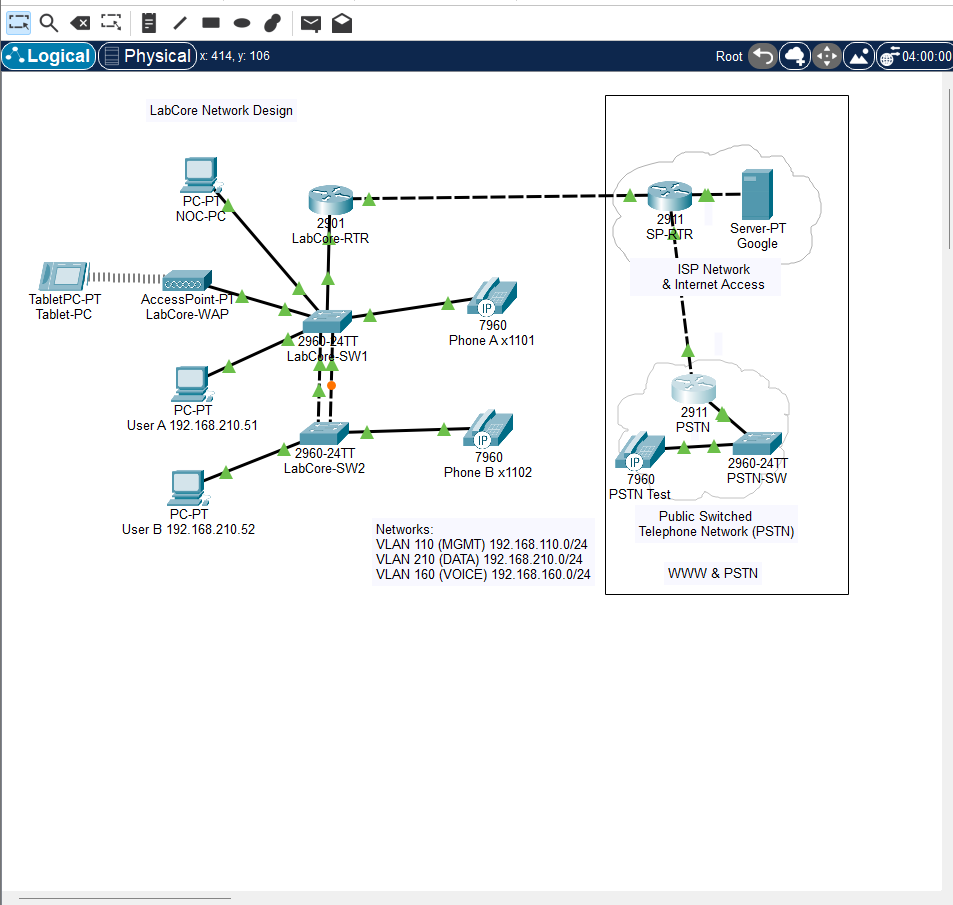 Logical
Physical
x: 414, y: 106
Root
04:00:00
LabCore Network Design
PC-PT
NOC-PC
2901
LabCore-RTR
2911
SP-RTR
Server-PT
Google
ISP Network
& Internet Access
TabletPC-PT
Tablet-PC
AccessPoint-PT
LabCore-WAP
2960-24TT
LabCore-SW1
IP
7960
Phone A x1101
PC-PT
User A 192.168.210.51
2960-24TT
LabCore-SW2
IP
7960
Phone B x1102
PC-PT
User B 192.168.210.52
2911
PSTN
IP
7960
PSTN Test
2960-24TT
PSTN-SW
Public Switched
Telephone Network (PSTN)
WWW & PSTN
Networks:
VLAN 110 (MGMT) 192.168.110.0/24
VLAN 210 (DATA) 192.168.210.0/24
VLAN 160 (VOICE) 192.168.160.0/24